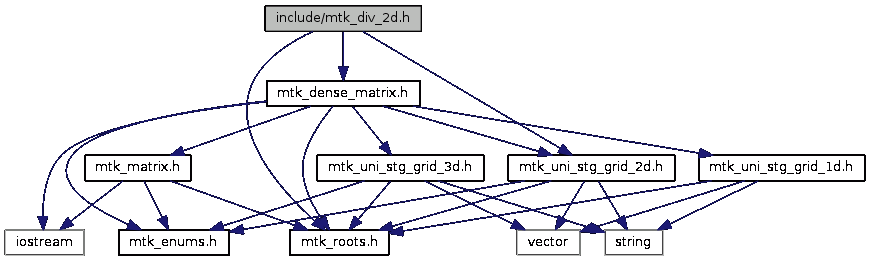 include/mtk_div_2d.h
mtk_dense_matrix.h
mtk_matrix.h
mtk_uni_stg_grid_3d.h
mtk_uni_stg_grid_2d.h
mtk_uni_stg_grid_1d.h
iostream
mtk_enums.h
mtk_roots.h
vector
string